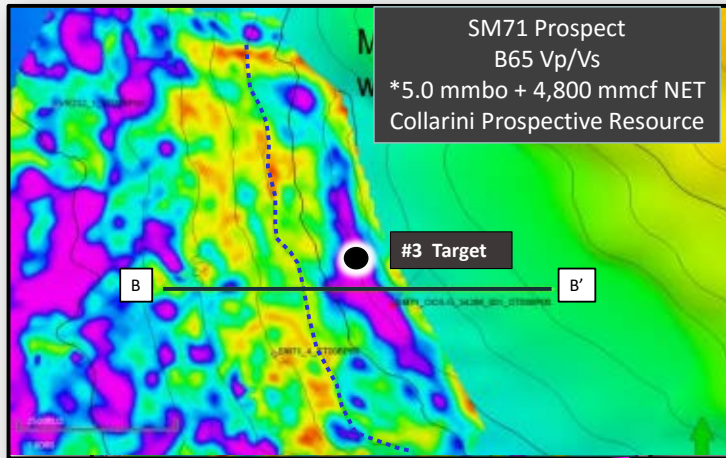 SM71 Prospect
B65 Vp/Vs
*5.0 mmbo + 4,800 mmcf NET
Collarini Prospective Resource
#3 Target
B
B’